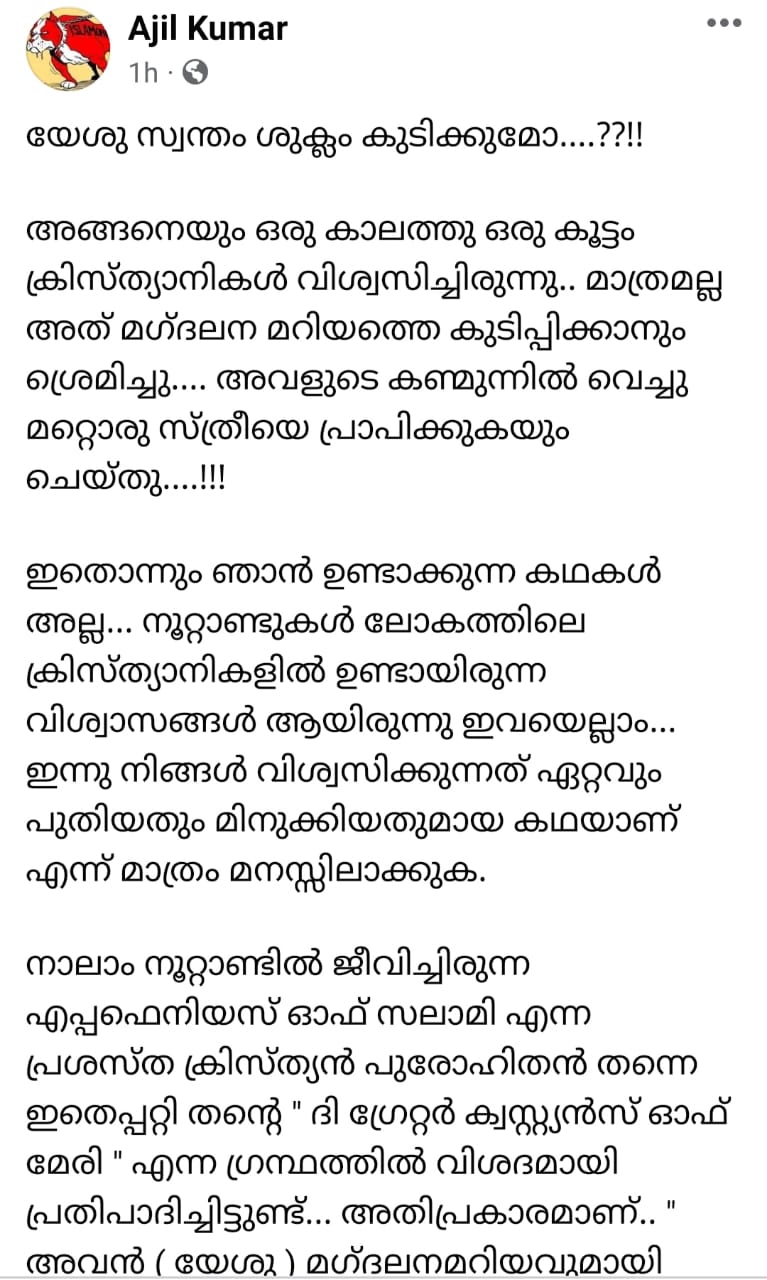 Ajil Kumar
1h
യേശു സ്വന്തം ശുക്ലം കുടിക്കുമോ....??!!
അങ്ങനെയും ഒരു കാലത്തു ഒരു കൂട്ടം
ക്രിസ്ത്യാനികൾ വിശ്വസിച്ചിരുന്നു.. മാത്രമല്ല
അത് മഗ്ദലന മറിയത്തെ കുടിപ്പിക്കാനും
ശ്രെമിച്ചു.... അവളുടെ കണ്മുന്നിൽ വെച്ചു
മറ്റൊരു സ്ത്രീയെ പ്രാപിക്കുകയും
ചെയ്തു....!!!
ഇതൊന്നും ഞാൻ ഉണ്ടാക്കുന്ന കഥകൾ
അല്ല... നൂറ്റാണ്ടുകൾ ലോകത്തിലെ
ക്രിസ്ത്യാനികളിൽ ഉണ്ടായിരുന്ന
വിശ്വാസങ്ങൾ ആയിരുന്നു ഇവയെല്ലാം...
ഇന്നു നിങ്ങൾ വിശ്വസിക്കുന്നത് ഏറ്റവും
പുതിയതും മിനുക്കിയതുമായ കഥയാണ്
എന്ന് മാത്രം മനസ്സിലാക്കുക.
നാലാം നൂറ്റാണ്ടിൽ ജീവിച്ചിരുന്ന
എപ്പഫെനിയസ് ഓഫ് സലാമി എന്ന
പ്രശസ്ത ക്രിസ്ത്യൻ പുരോഹിതൻ തന്നെ
ഇതെപ്പറ്റി തന്റെ " ദി ഗ്രേറ്റർ ക്വസ്റ്റ്യൻസ് ഓഫ്
മേരി " എന്ന ഗ്രന്ഥത്തിൽ വിശദമായി
പ്രതിപാദിച്ചിട്ടുണ്ട്... അതിപ്രകാരമാണ്.. "
അവൻ ( യേശു ) മഗ്ദലനമറിയവുമായി